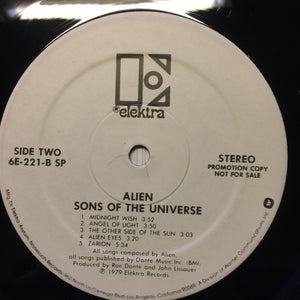 elektra
SIDE TWO
6E-221-B SP
STEREO
PROMOTION COPY
NOT FOR SALE
ALIEN
SONS OF THE UNIVERSE
1 MIDNIGHT WISH 3:52
2 ANGEL OF LIGHT 3:50
3 THE OTHER SIDE OF THE SUN 3:03
4 ALIEN EYES 3:20
5 ZARION 5:34
All songs composed by Alien,
all songs published by Dante Music Inc. (BMI)
Produced by Ron Dante and John Lissauer
℗ 1979 Elektra Records